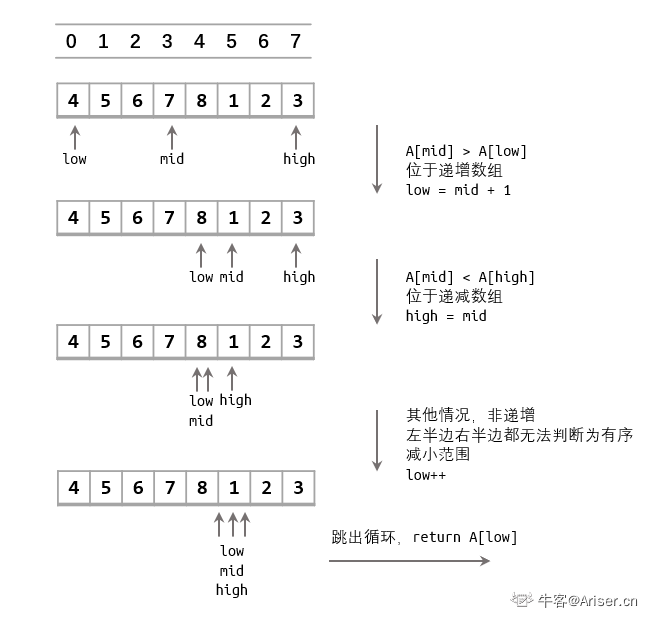 0 1 2 3 4 5 6 7
4 5 6 7 8 1 2 3
low mid high
A[mid] > A[low]
位于递增数组
low = mid + 1
4 5 6 7 8 1 2 3
low mid high
A[mid] < A[high]
位于递减数组
high = mid
4 5 6 7 8 1 2 3
low high
mid
其他情况，非递增
左半边右半边都无法判断为有序
减小范围
low++
4 5 6 7 8 1 2 3
low
mid
high
跳出循环，return A[low]
牛客@Ariser.cn